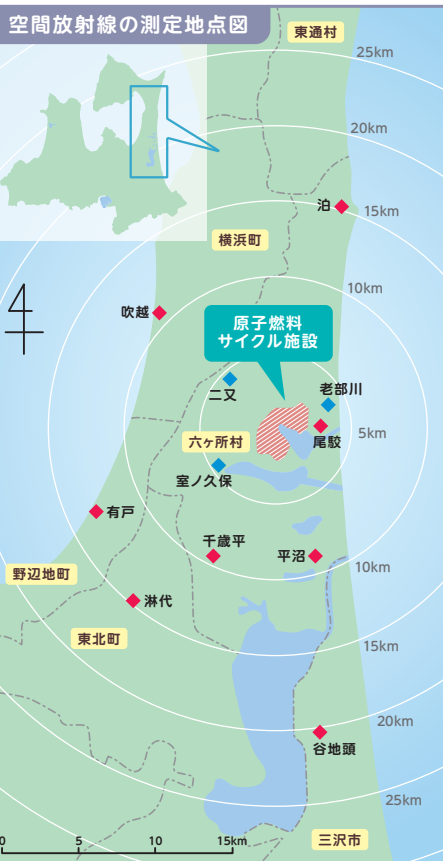 空間放射線の測定地点図
東通村
25km
20km
泊
15km
横浜町
10km
吹越
原子燃料
サイクル施設
二又
老部川
5km
尾駮
六ヶ所村
室ノ久保
有戸
千歳平
平沼
10km
野辺地町
淋代
東北町
15km
20km
谷地頭
25km
0 5 10 15km
三沢市